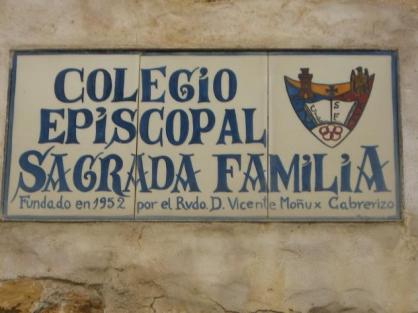 COLEGIO
EPISCOPAL
SAGRADA FAMILIA
Fundado en 1952 por el Rvdo. D. Vicente Moñux Cabrerizo